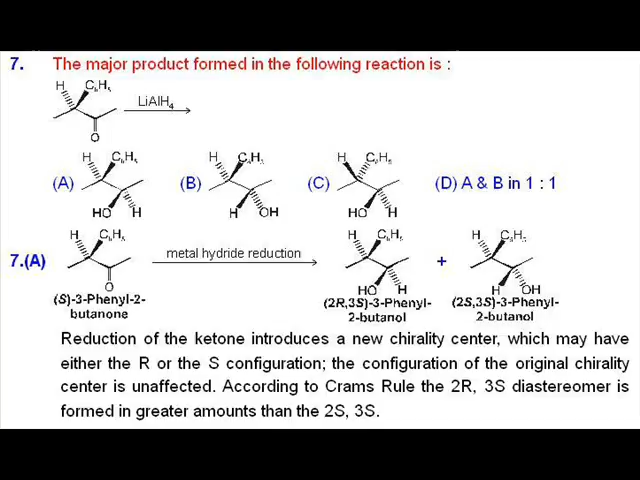 7. The major product formed in the following reaction is :
H C₆H₅
LiAlH₄
O
H C₆H₅ H C₆H₅ H C₆H₅
(A) (B) (C) (D) A & B in 1 : 1
HO H H OH HO H
7.(A) H C₆H₅ metal hydride reduction H C₆H₅ + H C₆H₅
O HO H H OH
(S)-3-Phenyl-2- (2R,3S)-3-Phenyl- (2S,3S)-3-Phenyl-
butanone 2-butanol 2-butanol
Reduction of the ketone introduces a new chirality center, which may have
either the R or the S configuration; the configuration of the original chirality
center is unaffected. According to Crams Rule the 2R, 3S diastereomer is
formed in greater amounts than the 2S, 3S.